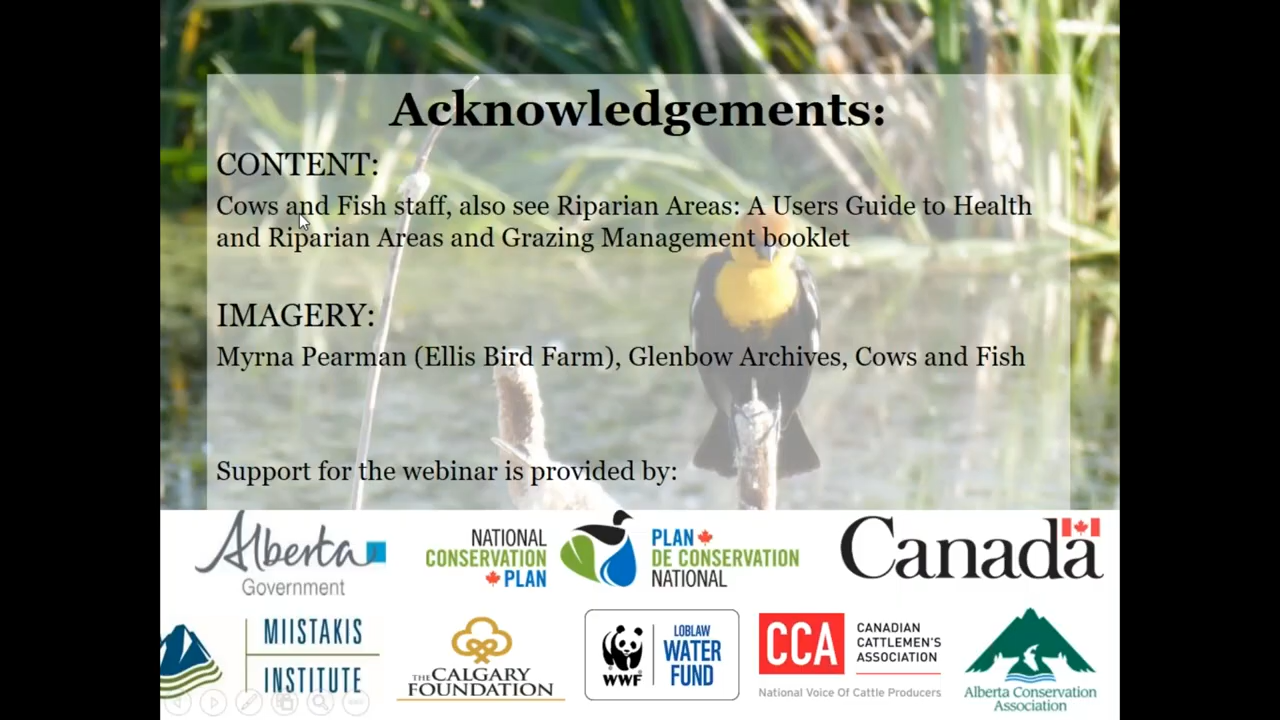 Acknowledgements:
CONTENT:
Cows and Fish staff, also see Riparian Areas: A Users Guide to Health
and Riparian Areas and Grazing Management booklet
IMAGERY:
Myrna Pearman (Ellis Bird Farm), Glenbow Archives, Cows and Fish
Support for the webinar is provided by:
Alberta
Government
NATIONAL
CONSERVATION
PLAN
PLAN
DE CONSERVATION
NATIONAL
Canada
MIISTAKIS
INSTITUTE
THE CALGARY
FOUNDATION
WWF
LOBLAW
WATER
FUND
CCA
CANADIAN
CATTLEMEN'S
ASSOCIATION
National Voice Of Cattle Producers
Alberta Conservation
Association